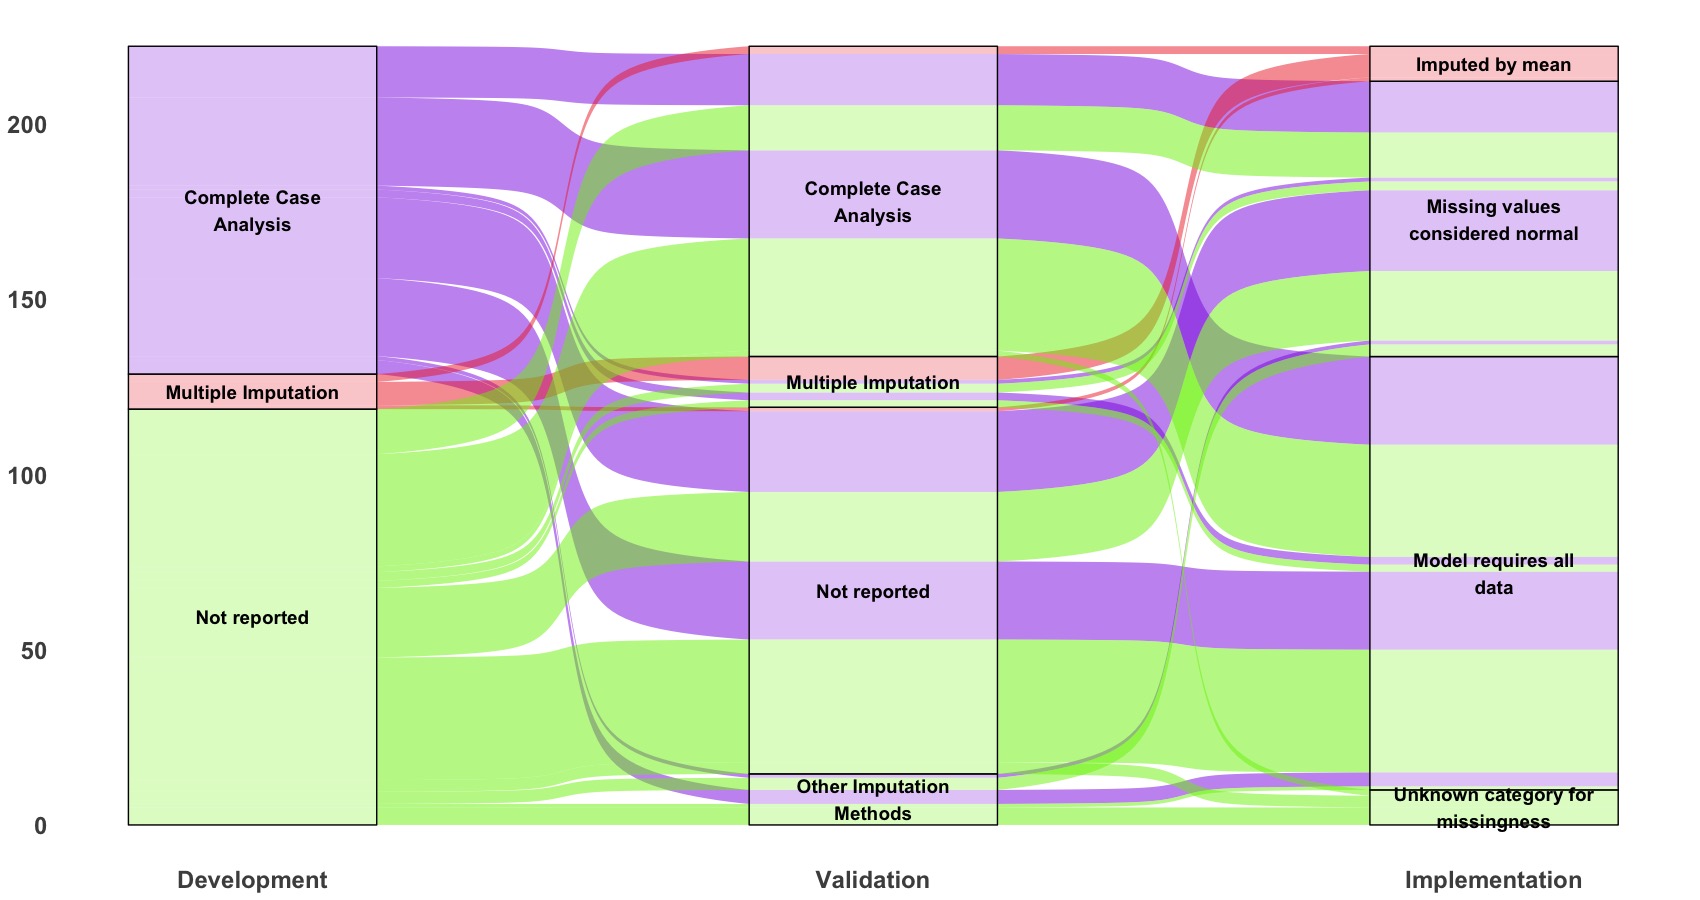 200
150
100
50
0
Complete Case
Analysis
Multiple Imputation
Not reported
Complete Case
Analysis
Multiple Imputation
Not reported
Other Imputation
Methods
Imputed by mean
Missing values
considered normal
Model requires all
data
Unknown category for
missingness
Development
Validation
Implementation